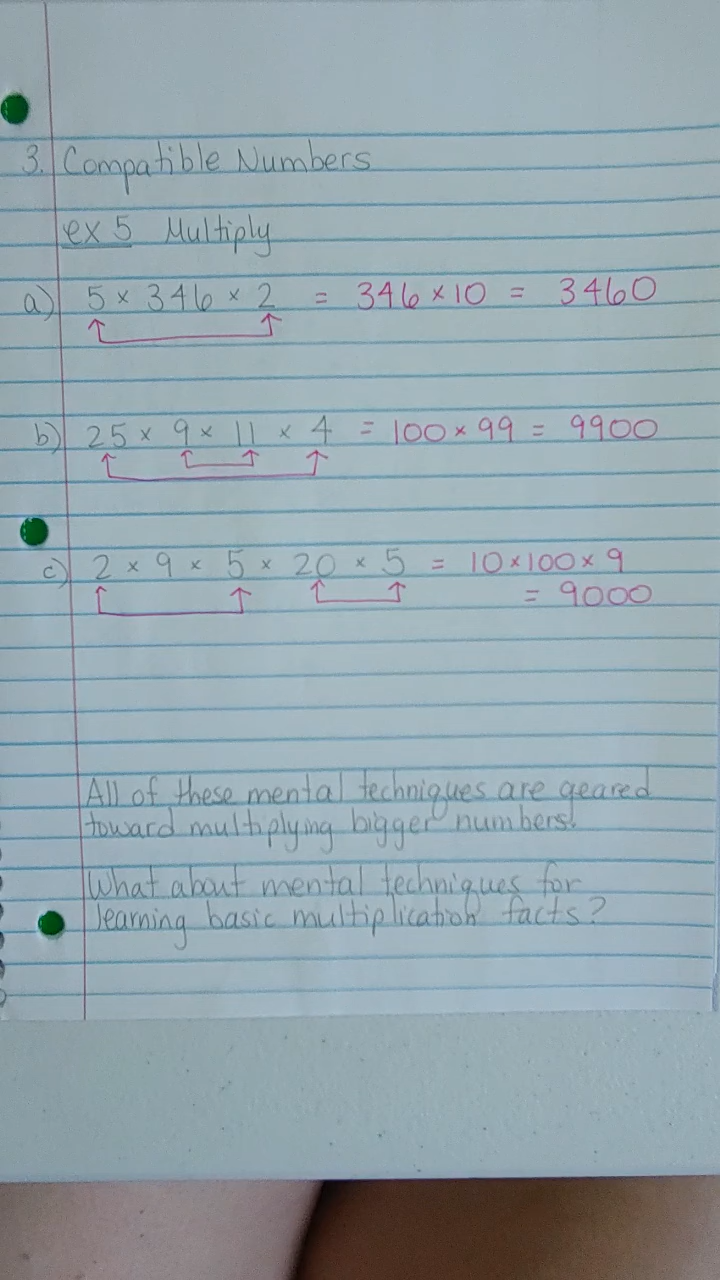 3. Compatible Numbers
ex 5 Multiply
a) 5 × 346 × 2 = 346 × 10 = 3460
b) 25 × 9 × 11 × 4 = 100 × 99 = 9900
c) 2 × 9 × 5 × 20 × 5 = 10 × 100 × 9
= 9000
All of these mental techniques are geared
toward multiplying bigger numbers.
What about mental techniques for
learning basic multiplication facts?